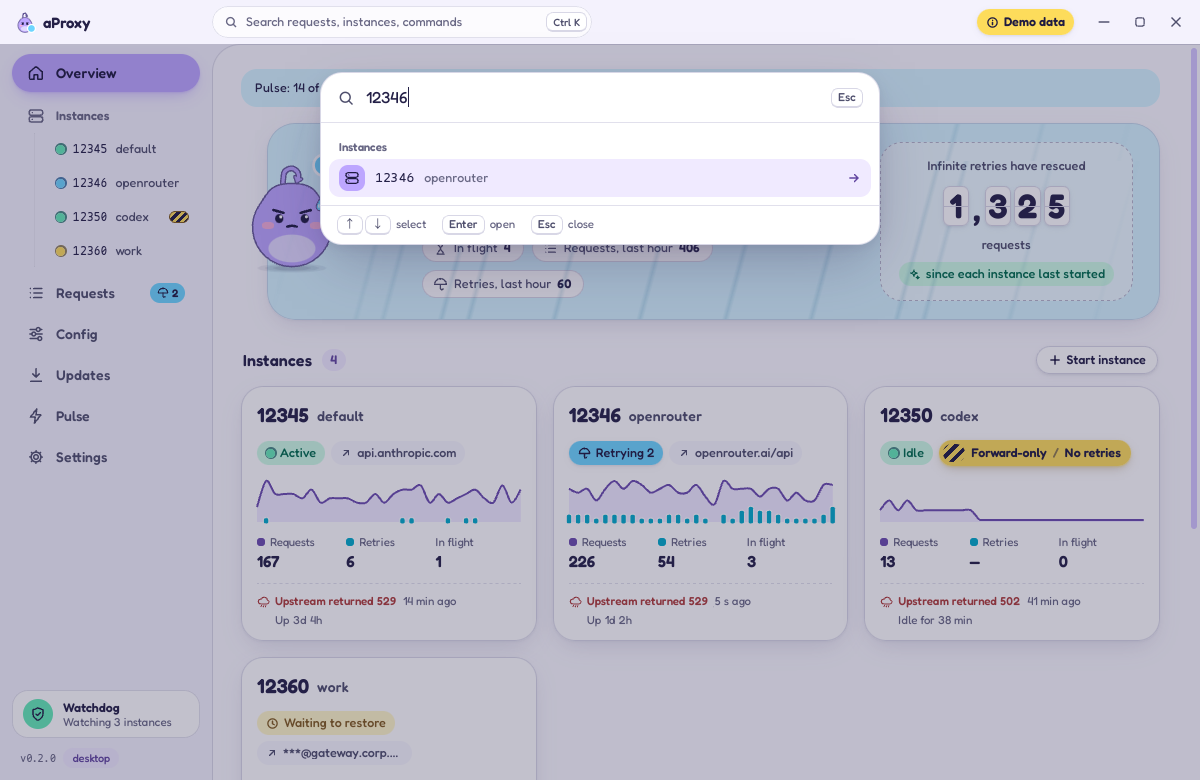 aProxy
Search requests, instances, commands
Ctrl K
Demo data
Overview
Instances
12345 default
12346 openrouter
12350 codex
12360 work
Requests
2
Config
Updates
Pulse
Settings
Watchdog
Watching 3 instances
v0.2.0 desktop
Pulse: 14 of
12346
Esc
Instances
12346 openrouter
↑ ↓ select Enter open Esc close
In flight 4
Requests, last hour 406
Retries, last hour 60
Infinite retries have rescued
1,325
requests
since each instance last started
Instances 4
Start instance
12345 default
Active
api.anthropic.com
Requests Retries In flight
167 6 1
Upstream returned 529 14 min ago
Up 3d 4h
12346 openrouter
Retrying 2
openrouter.ai/api
Requests Retries In flight
226 54 3
Upstream returned 529 5 s ago
Up 1d 2h
12350 codex
Idle
Forward-only / No retries
Requests Retries In flight
13 — 0
Upstream returned 502 41 min ago
Idle for 38 min
12360 work
Waiting to restore
***@gateway.corp....